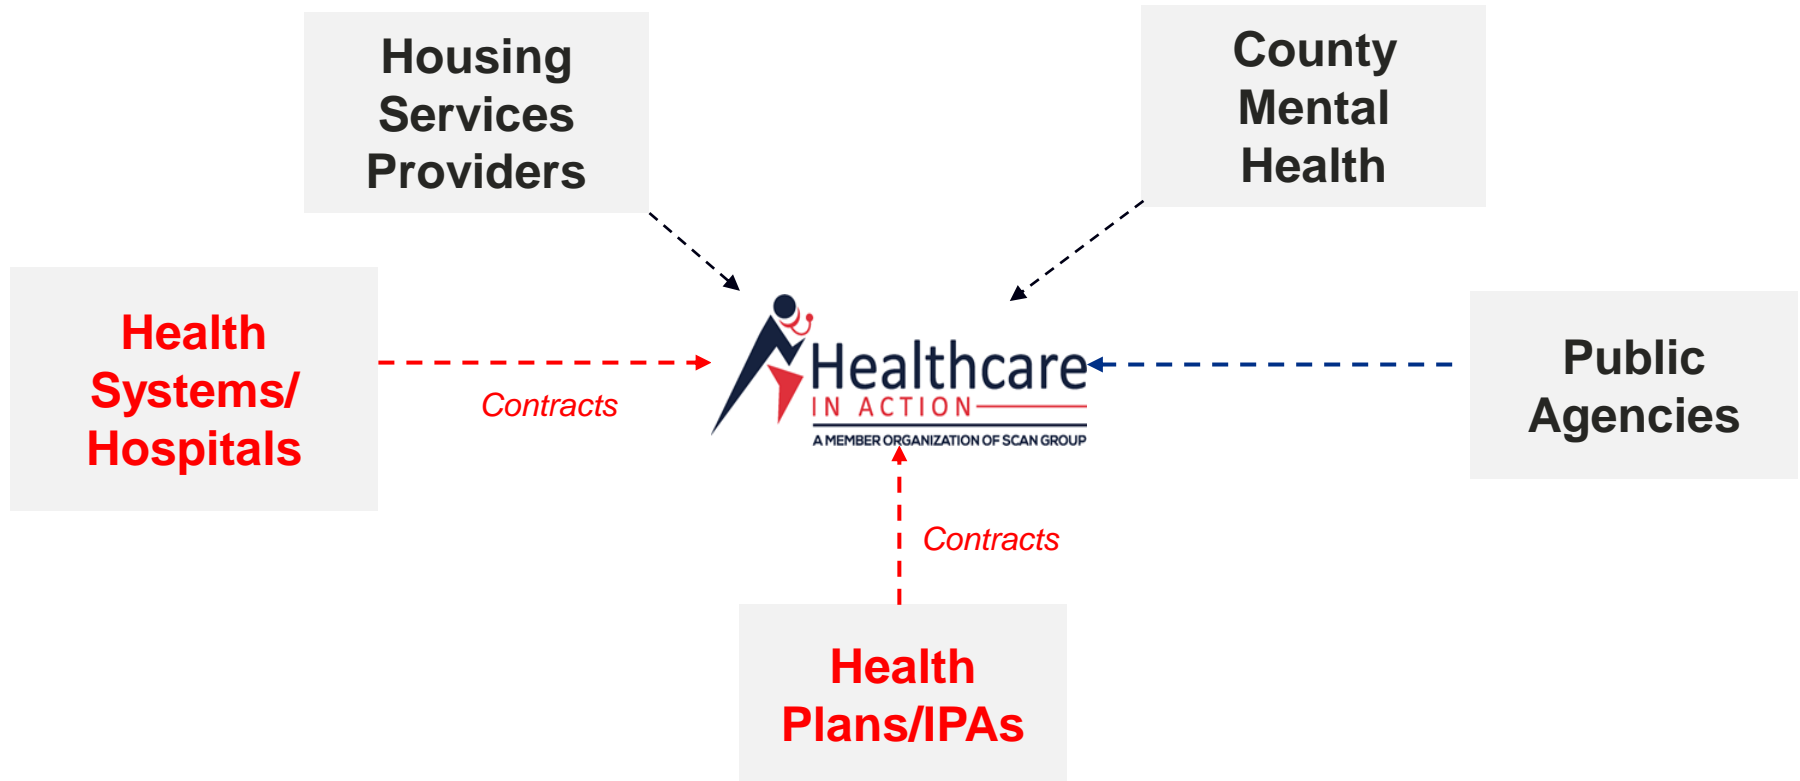 Housing
Services
Providers
County
Mental
Health
Health
Systems/
Hospitals
Contracts
Healthcare
IN ACTION
A MEMBER ORGANIZATION OF SCAN GROUP
Public
Agencies
Contracts
Health
Plans/IPAs